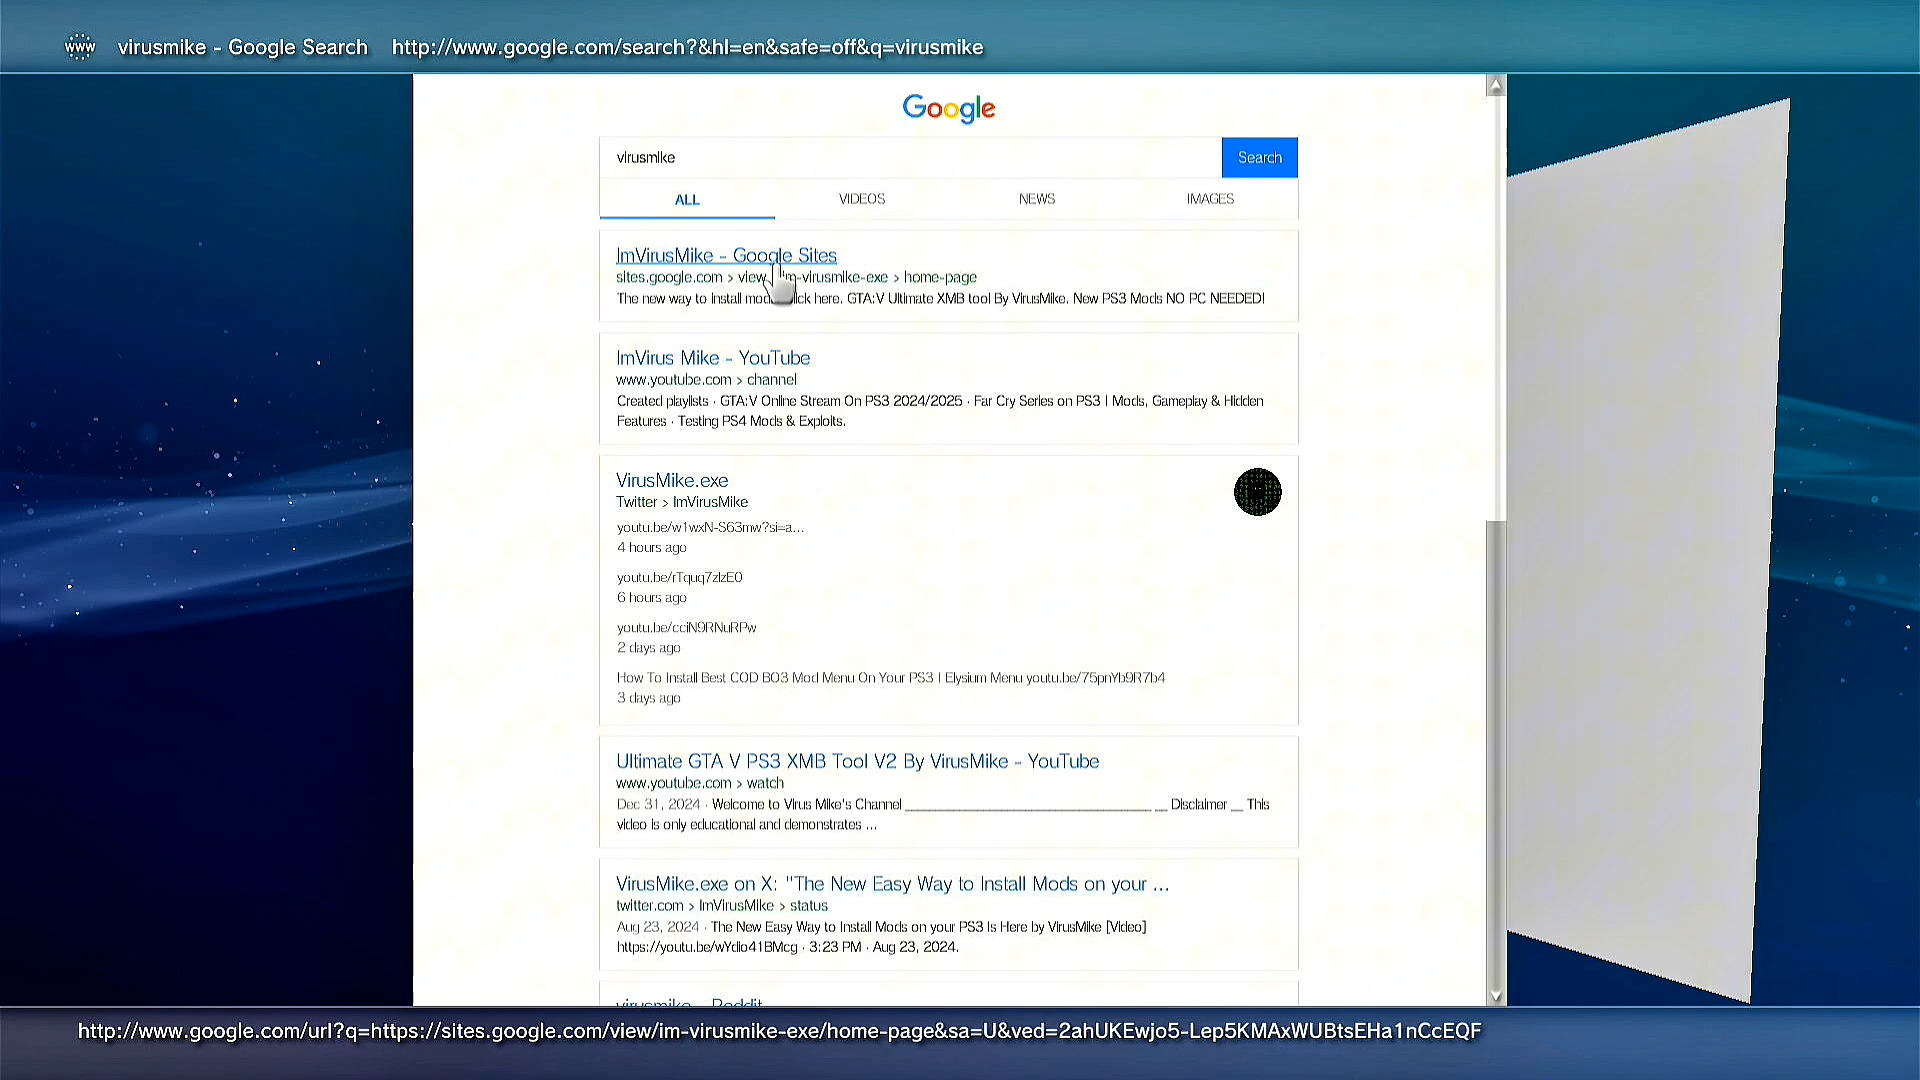 www virusmike - Google Search http://www.google.com/search?&hl=en&safe=off&q=virusmike
Google
virusmike Search
ALL VIDEOS NEWS IMAGES
ImVirusMike - Google Sites
sites.google.com > view im-virusmike-exe > home-page
The new way to install mods click here. GTA:V Ultimate XMB tool By VirusMike. New PS3 Mods NO PC NEEDED!
ImVirus Mike - YouTube
www.youtube.com > channel
Created playlists · GTA:V Online Stream On PS3 2024/2025 · Far Cry Series on PS3 | Mods, Gameplay & Hidden
Features · Testing PS4 Mods & Exploits.
VirusMike.exe
Twitter > ImVirusMike
youtu.be/w1wxN-S63mw?si=a...
4 hours ago
6 hours ago
youtu.be/cciN9RNuRPw
2 days ago
How To Install Best COD BO3 Mod Menu On Your PS3 | Elysium Menu youtu.be/75pnYb9R7b4
3 days ago
Ultimate GTA V PS3 XMB Tool V2 By VirusMike - YouTube
www.youtube.com > watch
Dec 31, 2024 · Welcome to Virus Mike's Channel ______________________________ __ Disclaimer __ This
video is only educational and demonstrates ...
VirusMike.exe on X: "The New Easy Way to Install Mods on your ...
twitter.com > ImVirusMike > status
Aug 23, 2024 · The New Easy Way to Install Mods on your PS3 Is Here by VirusMike [Video]
https://youtu.be/wYdio41BMcg · 3:23 PM · Aug 23, 2024.
virusmike - Reddit
http://www.google.com/url?q=https://sites.google.com/view/im-virusmike-exe/home-page&sa=U&ved=2ahUKEwjo5-Lep5KMAxWUBtsEHa1nCcEQF